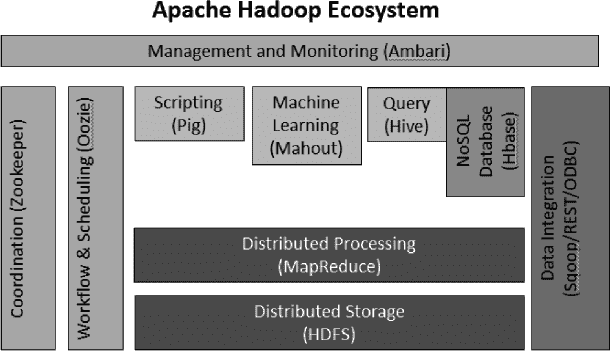 Apache Hadoop Ecosystem
Management and Monitoring (Ambari)
Coordination (Zookeeper)
Workflow & Scheduling (Oozie)
Scripting
(Pig)
Machine
Learning
(Mahout)
Query
(Hive)
NoSQL
Database
(Hbase)
Data Integration
(Sqoop/REST/ODBC)
Distributed Processing
(MapReduce)
Distributed Storage
(HDFS)